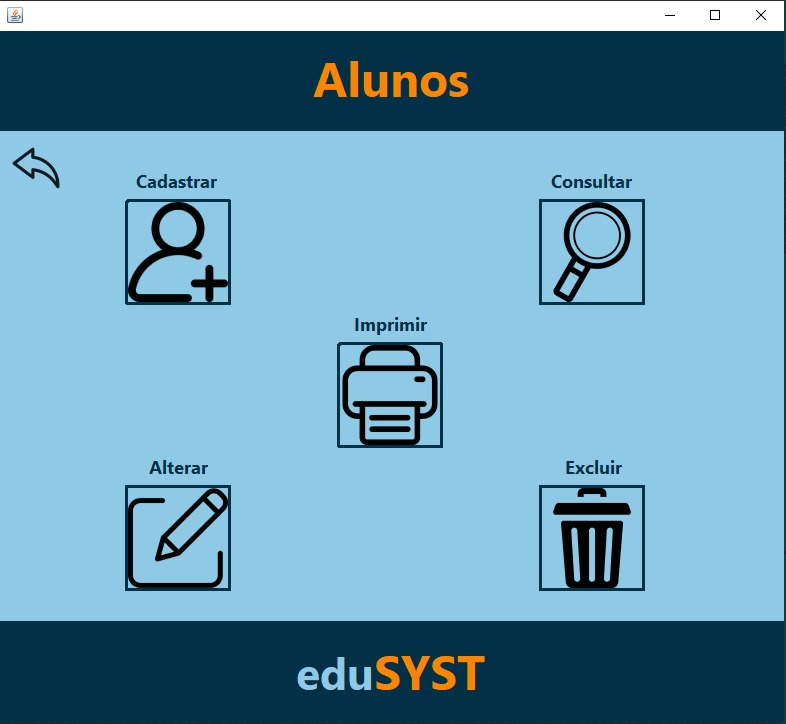 Alunos
Cadastrar
Consultar
Imprimir
Alterar
Excluir
eduSYST